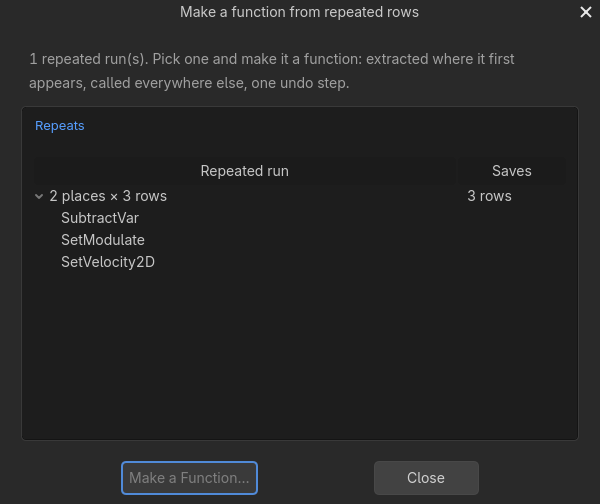 Make a function from repeated rows
1 repeated run(s). Pick one and make it a function: extracted where it first
appears, called everywhere else, one undo step.
Repeats
Repeated run Saves
2 places × 3 rows 3 rows
SubtractVar
SetModulate
SetVelocity2D
Make a Function... Close